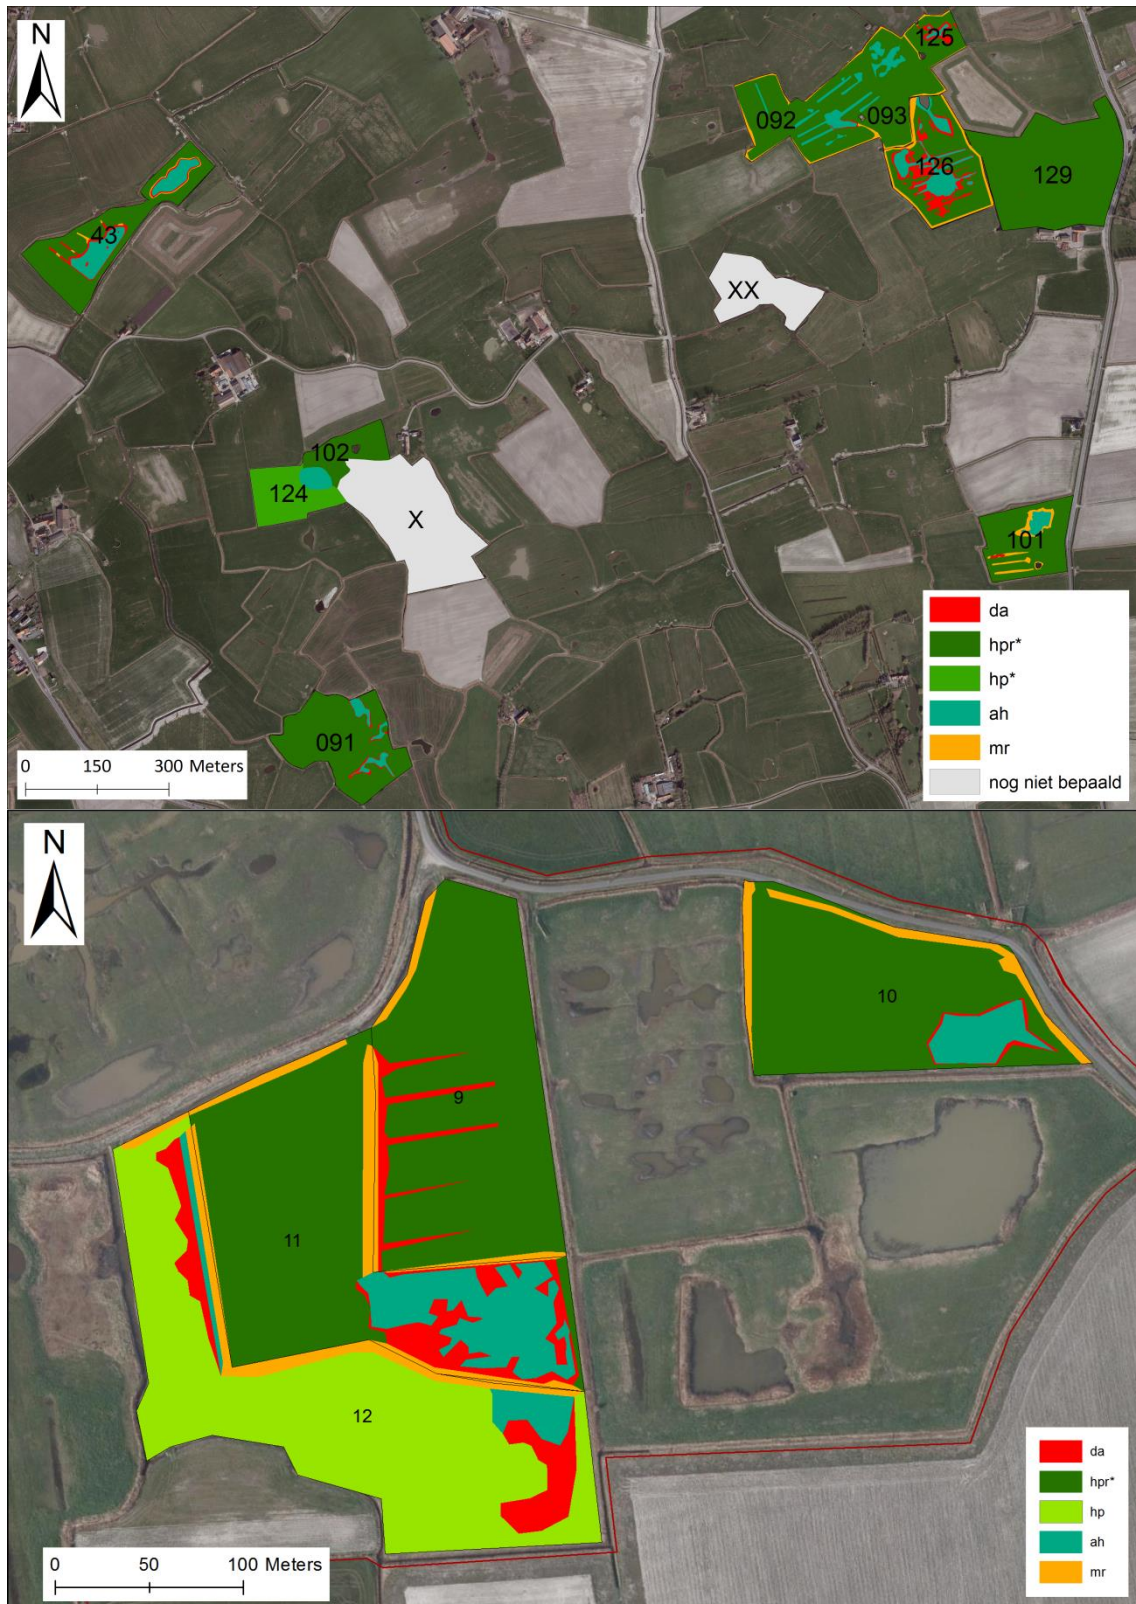 N
125
092
093
126
129
43
XX
102
124
X
101
091
da
hpr*
hp*
ah
mr
nog niet bepaald
0 150 300 Meters
N
10
9
11
12
da
hpr*
hp
ah
mr
0 50 100 Meters